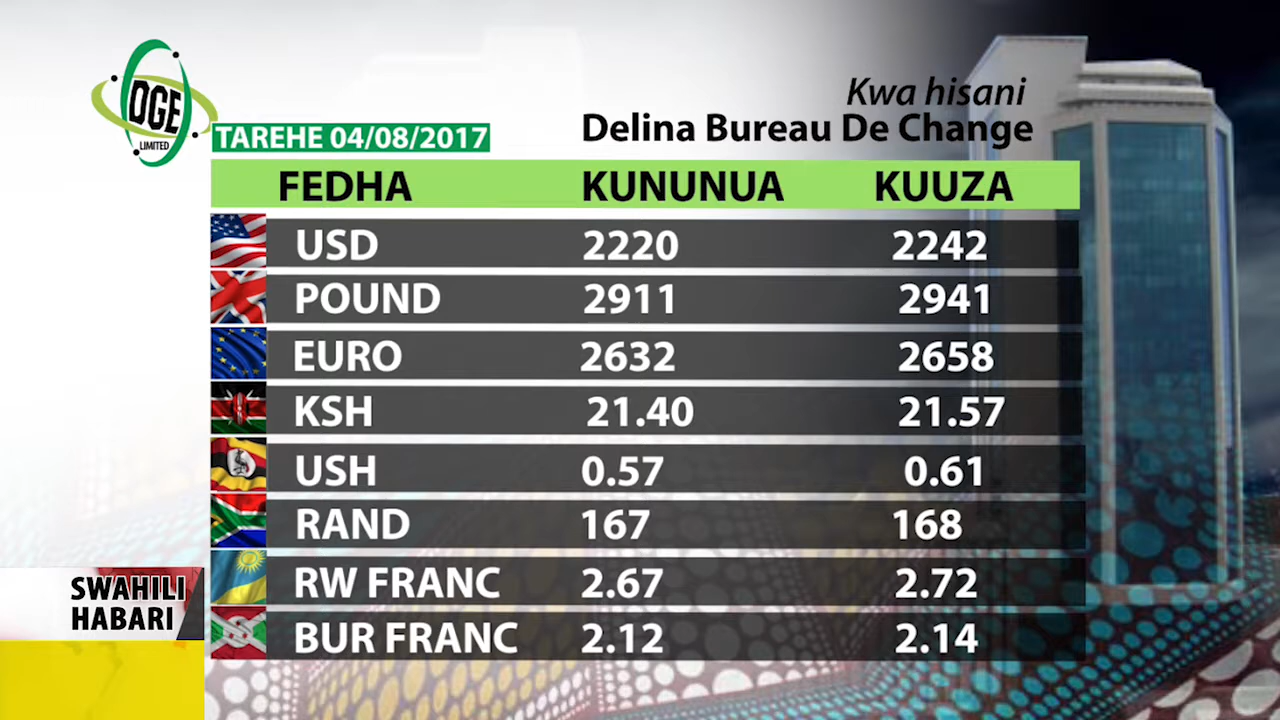 DGE
LIMITED
TAREHE 04/08/2017
Kwa hisani
Delina Bureau De Change
FEDHA KUNUNUA KUUZA
USD 2220 2242
POUND 2911 2941
EURO 2632 2658
KSH 21.40 21.57
USH 0.57 0.61
RAND 167 168
RW FRANC 2.67 2.72
BUR FRANC 2.12 2.14
SWAHILI
HABARI